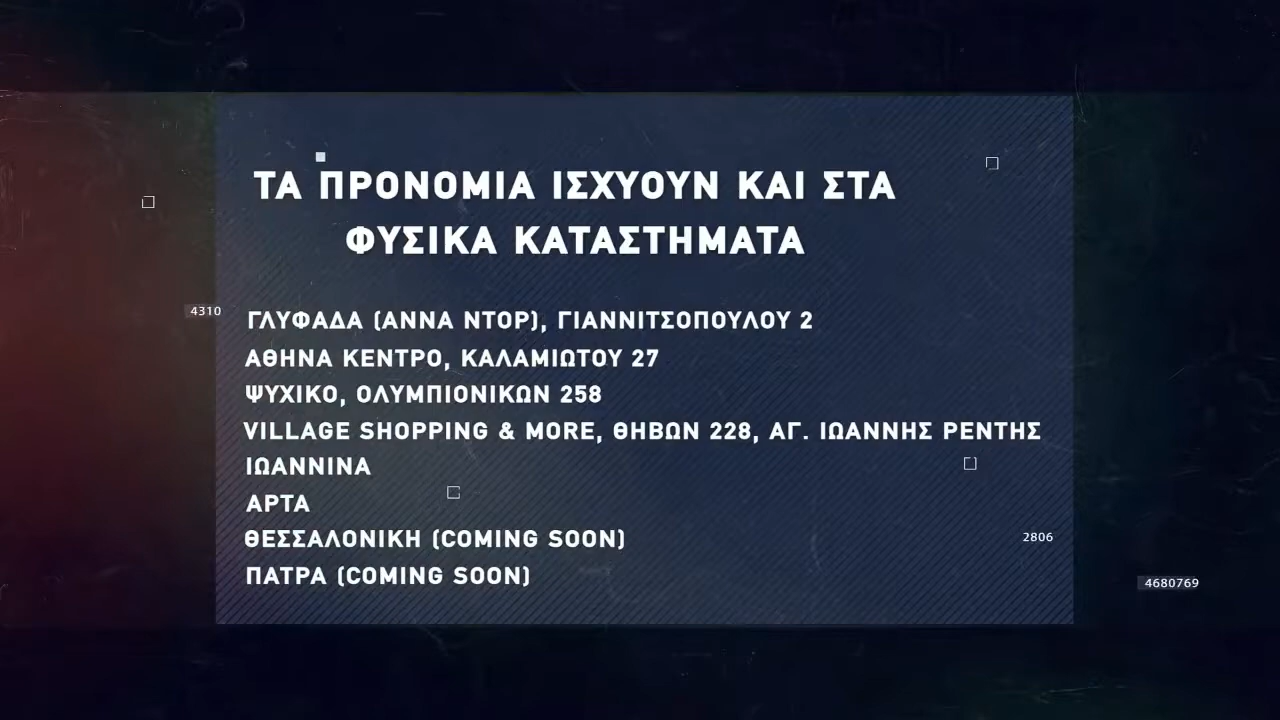 ΤΑ ΠΡΟΝΟΜΙΑ ΙΣΧΥΟΥΝ ΚΑΙ ΣΤΑ
ΦΥΣΙΚΑ ΚΑΤΑΣΤΗΜΑΤΑ
4310
ΓΛΥΦΑΔΑ (ΑΝΝΑ ΝΤΟΡ), ΓΙΑΝΝΙΤΣΟΠΟΥΛΟΥ 2
ΑΘΗΝΑ ΚΕΝΤΡΟ, ΚΑΛΑΜΙΩΤΟΥ 27
ΨΥΧΙΚΟ, ΟΛΥΜΠΙΟΝΙΚΩΝ 258
VILLAGE SHOPPING & MORE, ΘΗΒΩΝ 228, ΑΓ. ΙΩΑΝΝΗΣ ΡΕΝΤΗΣ
ΙΩΑΝΝΙΝΑ
ΑΡΤΑ
ΘΕΣΣΑΛΟΝΙΚΗ (COMING SOON)
2806
ΠΑΤΡΑ (COMING SOON)
4680769